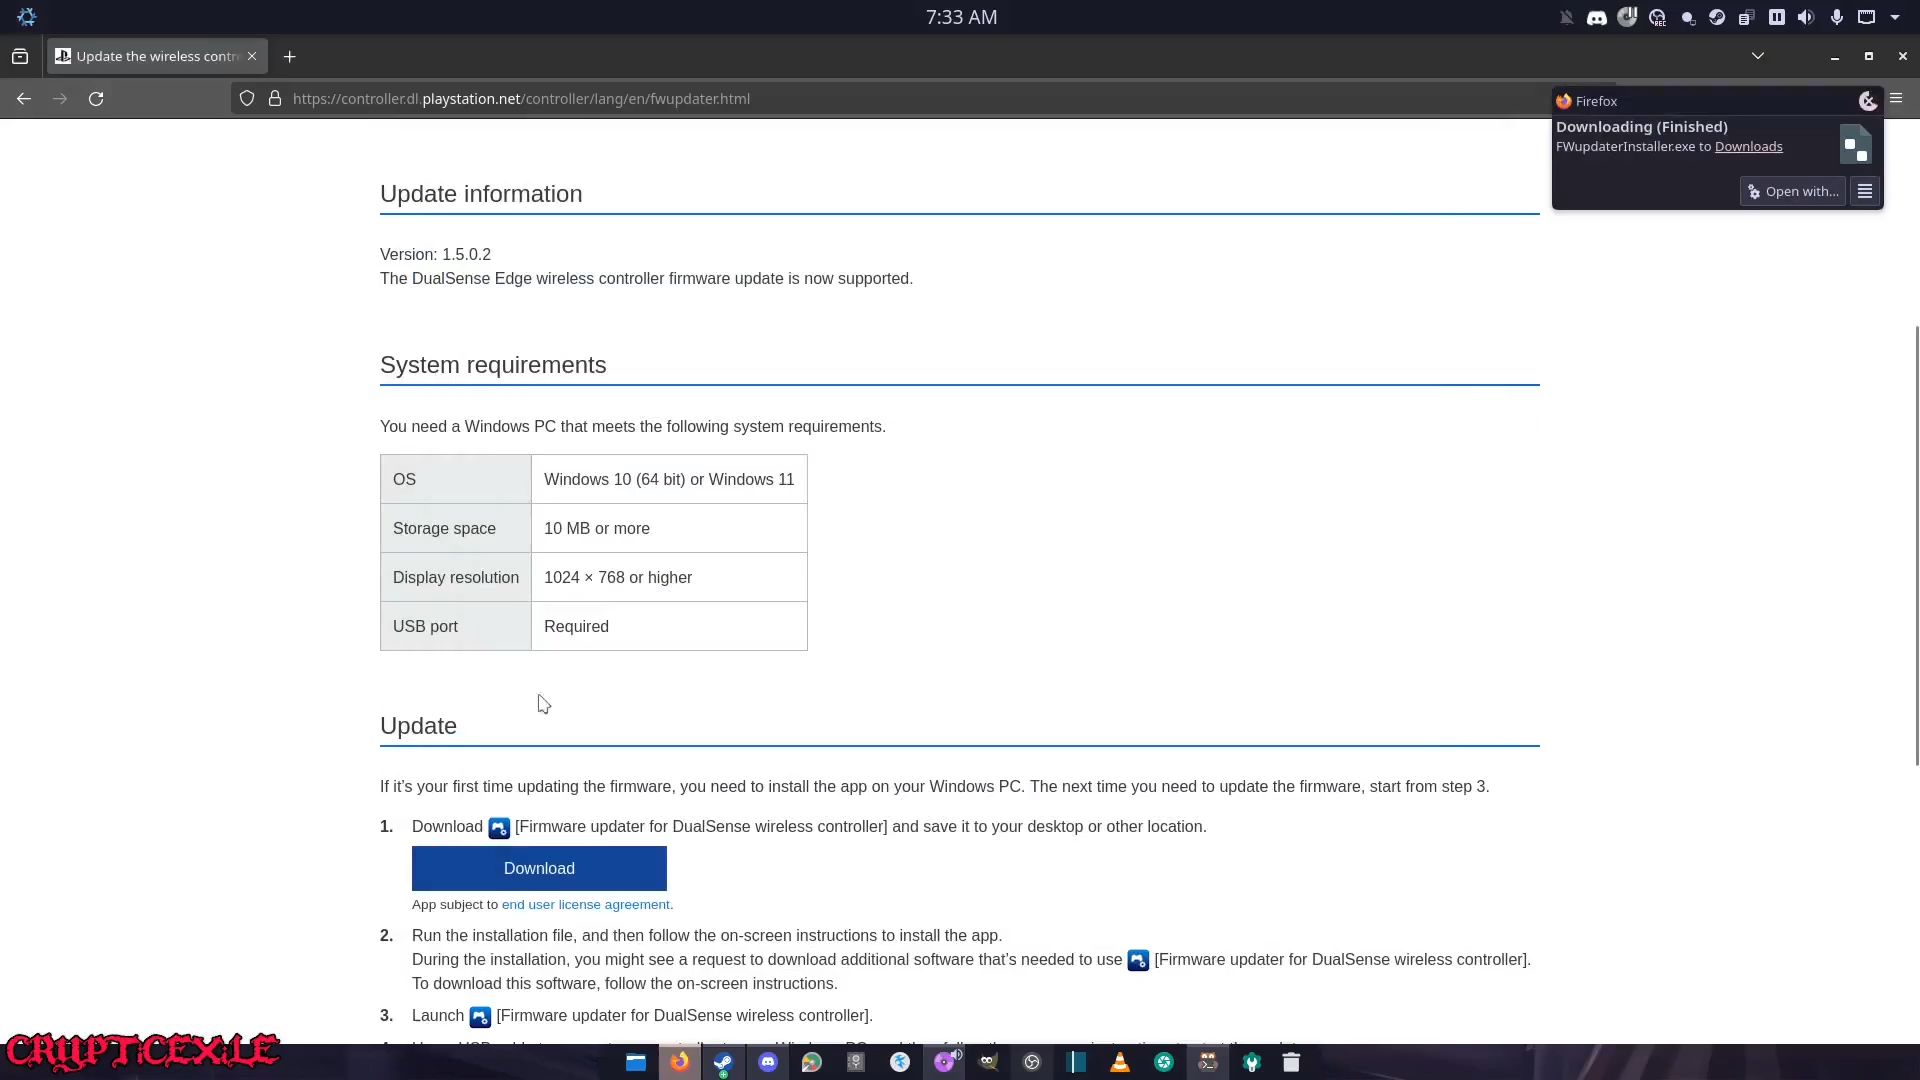 7:33 AM
REC
Update the wireless contr
https://controller.dl.playstation.net/controller/lang/en/fwupdater.html
Firefox
Downloading (Finished)
FWupdaterInstaller.exe to Downloads
Open with...
Update information
Version: 1.5.0.2
The DualSense Edge wireless controller firmware update is now supported.
System requirements
You need a Windows PC that meets the following system requirements.
OS Windows 10 (64 bit) or Windows 11
Storage space 10 MB or more
Display resolution 1024 × 768 or higher
USB port Required
Update
If it's your first time updating the firmware, you need to install the app on your Windows PC. The next time you need to update the firmware, start from step 3.
1. Download [Firmware updater for DualSense wireless controller] and save it to your desktop or other location.
Download
App subject to end user license agreement.
2. Run the installation file, and then follow the on-screen instructions to install the app.
During the installation, you might see a request to download additional software that's needed to use [Firmware updater for DualSense wireless controller].
To download this software, follow the on-screen instructions.
3. Launch [Firmware updater for DualSense wireless controller].
CRYPTICEXILE